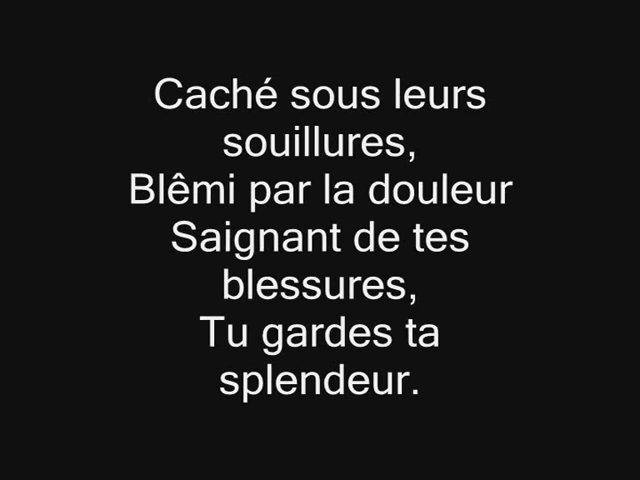 Caché sous leurs
souillures,
Blêmi par la douleur
Saignant de tes
blessures,
Tu gardes ta
splendeur.